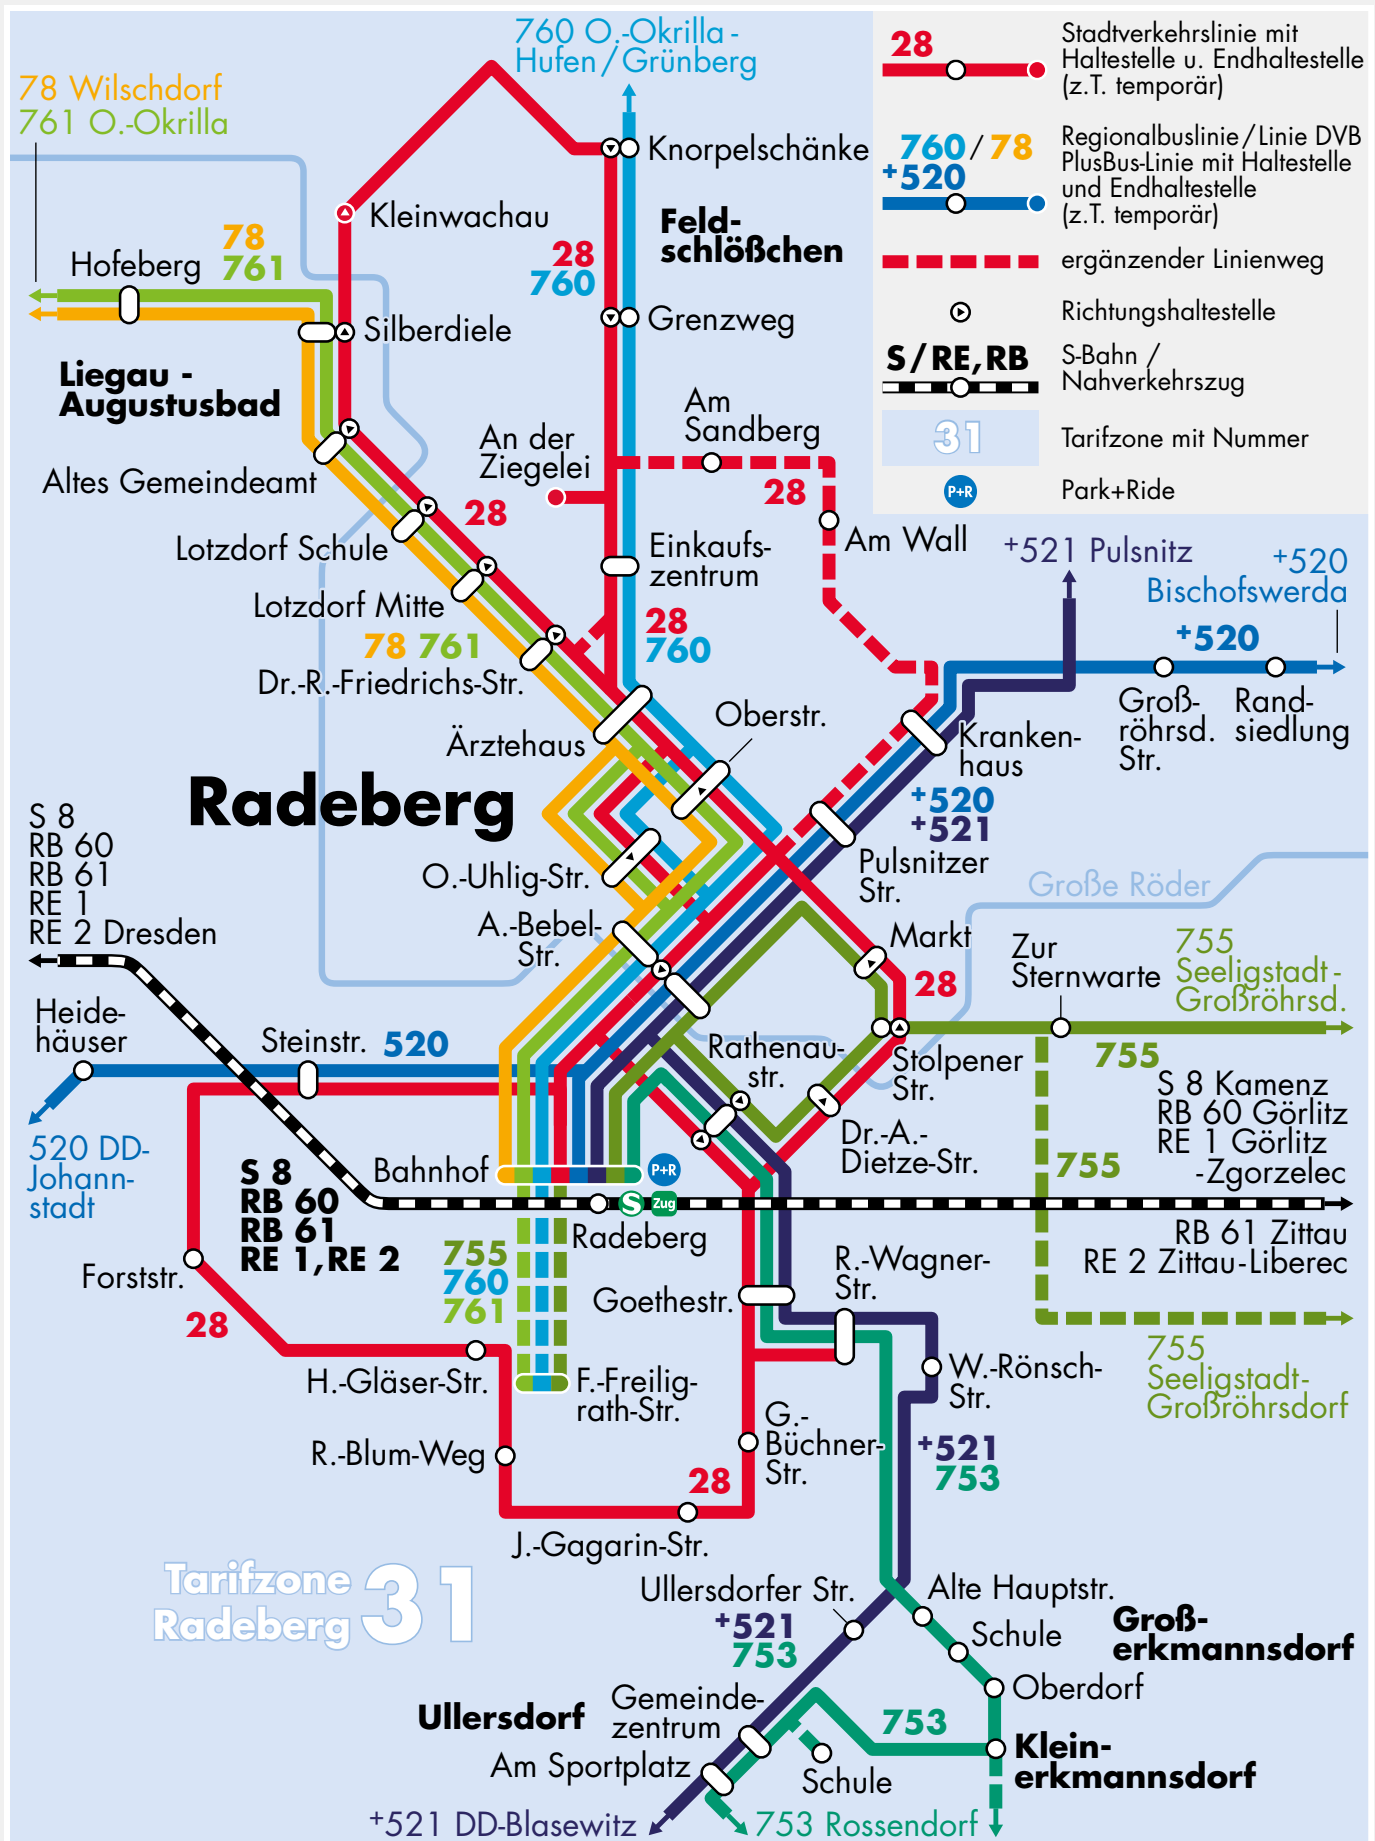 760 O.-Okrilla -
Hufen / Grünberg
78 Wilschdorf
761 O.-Okrilla
28
Stadtverkehrslinie mit
Haltestelle u. Endhaltestelle
(z.T. temporär)
760 / 78
+520
Regionalbuslinie / Linie DVB
PlusBus-Linie mit Haltestelle
und Endhaltestelle
(z.T. temporär)
ergänzender Linienweg
Richtungshaltestelle
S / RE, RB
S-Bahn /
Nahverkehrszug
31
Tarifzone mit Nummer
P+R
Park+Ride
Knorpelschänke
Kleinwachau
Feld-
schlößchen
28
760
78
761
Hofeberg
Silberdiele
Grenzweg
Liegau -
Augustusbad
Am
Sandberg
An der
Ziegelei
28
Altes Gemeindeamt
28
Am Wall
Lotzdorf Schule
Einkaufs-
zentrum
+521 Pulsnitz
+520
Bischofswerda
Lotzdorf Mitte
28
760
+520
78 761
Dr.-R.-Friedrichs-Str.
Oberstr.
Ärztehaus
Kranken-
haus
Groß-
röhrsd.
Str.
Rand-
siedlung
Radeberg
+520
+521
S 8
RB 60
RB 61
RE 1
RE 2 Dresden
O.-Uhlig-Str.
Pulsnitzer
Str.
Große Röder
A.-Bebel-
Str.
Markt
28
Zur
Sternwarte
755
Seeligstadt -
Großröhrsd.
Heide-
häuser
Steinstr.
520
Rathenau-
str.
Stolpener
Str.
755
S 8 Kamenz
RB 60 Görlitz
RE 1 Görlitz
-Zgorzelec
520 DD-
Johann-
stadt
Dr.-A.-
Dietze-Str.
755
S 8
RB 60
RB 61
RE 1, RE 2
Bahnhof
P+R
S
Zug
Radeberg
RB 61 Zittau
RE 2 Zittau-Liberec
Forststr.
755
760
761
R.-Wagner-
Str.
Goethestr.
28
H.-Gläser-Str.
F.-Freilig-
rath-Str.
W.-Rönsch-
Str.
755
Seeligstadt-
Großröhrsdorf
G.-
Büchner-
Str.
R.-Blum-Weg
+521
753
28
J.-Gagarin-Str.
Tarifzone
Radeberg
31
Ullersdorfer Str.
Alte Hauptstr.
+521
753
Schule
Groß-
erkmannsdorf
Oberdorf
Ullersdorf
Gemeinde-
zentrum
753
Klein-
erkmannsdorf
Am Sportplatz
Schule
+521 DD-Blasewitz
753 Rossendorf